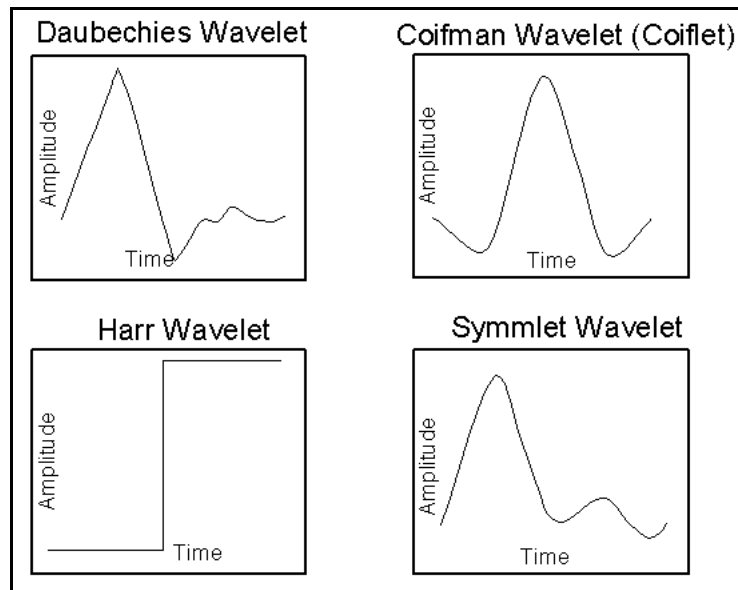 Daubechies Wavelet
Amplitude
Time
Coifman Wavelet (Coiflet)
Amplitude
Time
Harr Wavelet
Amplitude
Time
Symmlet Wavelet
Amplitude
Time